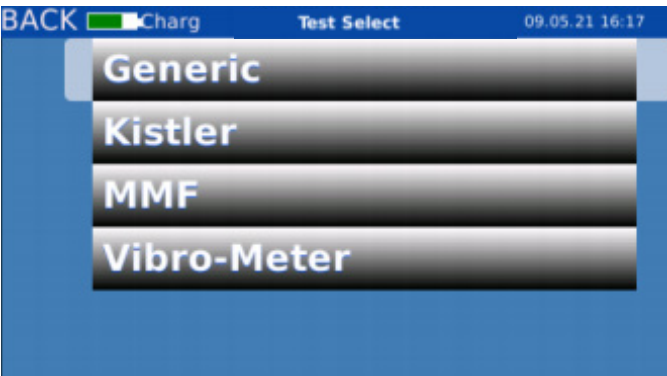 BACK Charg Test Select 09.05.21 16:17
Generic
Kistler
MMF
Vibro-Meter